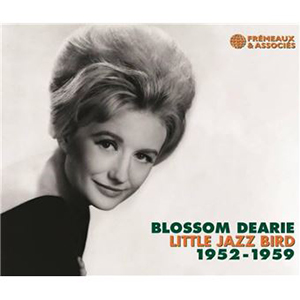 FRÉMEAUX
& ASSOCIÉS
BLOSSOM DEARIE
LITTLE JAZZ BIRD
1952-1959